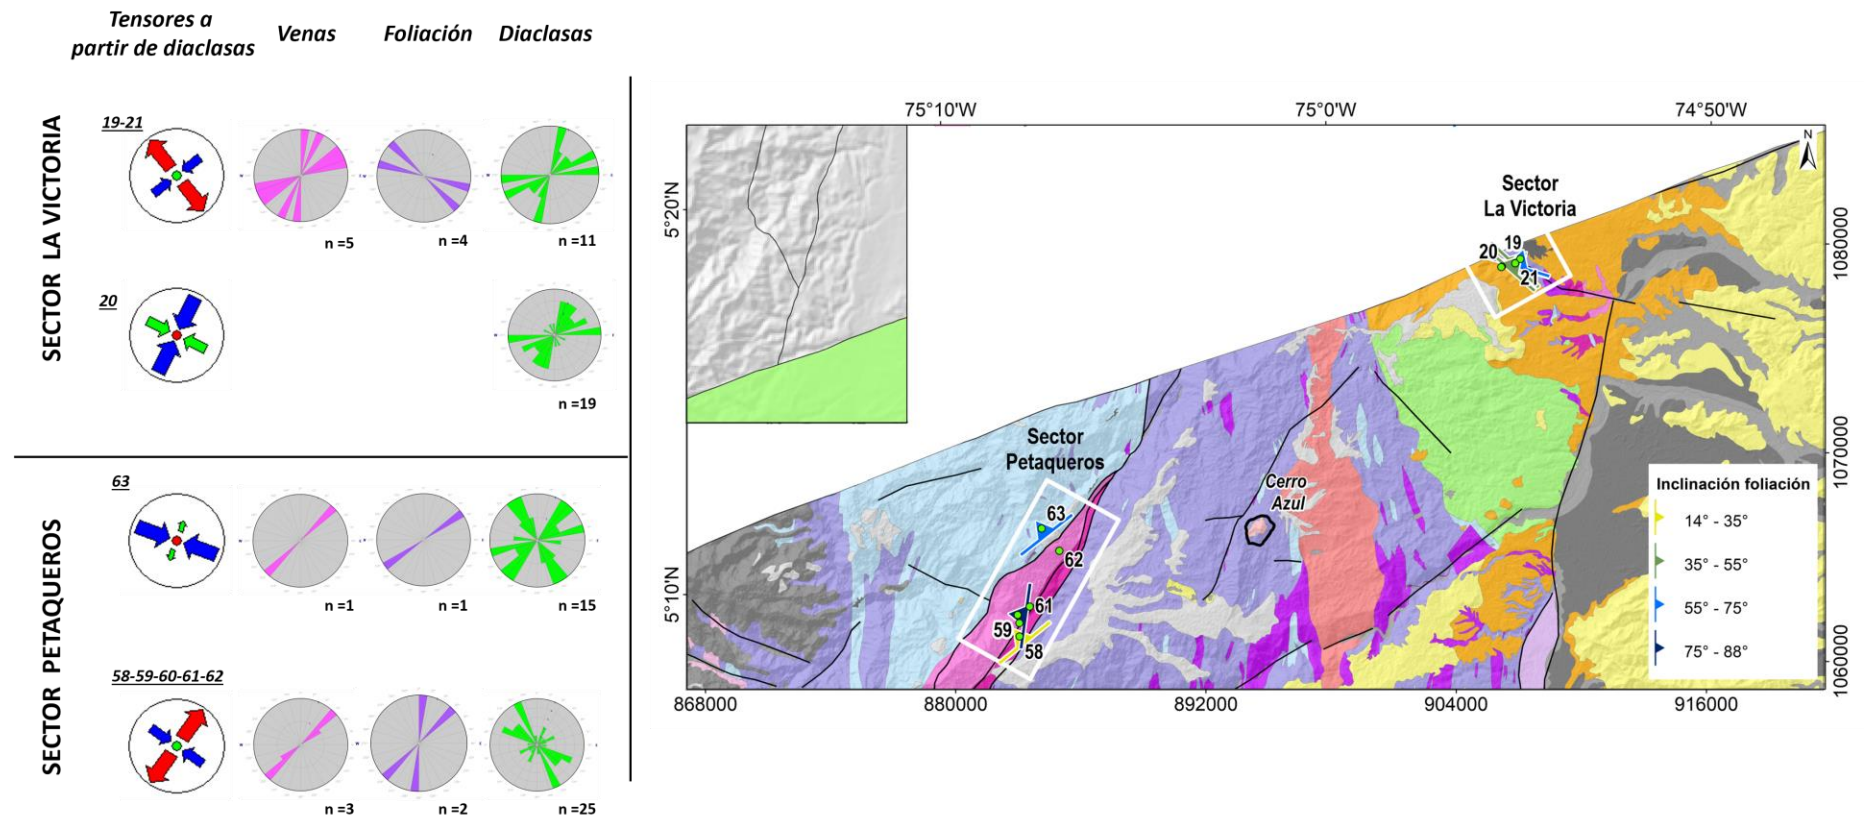 Tensores a
partir de diaclasas
Venas
Foliación
Diaclasas
SECTOR LA VICTORIA
19-21
n =5
n =4
n =11
20
n =19
SECTOR PETAQUEROS
63
n =1
n =1
n =15
58-59-60-61-62
n =3
n =2
n =25
75°10'W
75°0'W
74°50'W
N
5°20'N
5°10'N
1080000
1070000
1060000
868000
880000
892000
904000
916000
Sector
La Victoria
20
19
21
Sector
Petaqueros
63
62
61
59
58
Cerro
Azul
Inclinación foliación
14° - 35°
35° - 55°
55° - 75°
75° - 88°